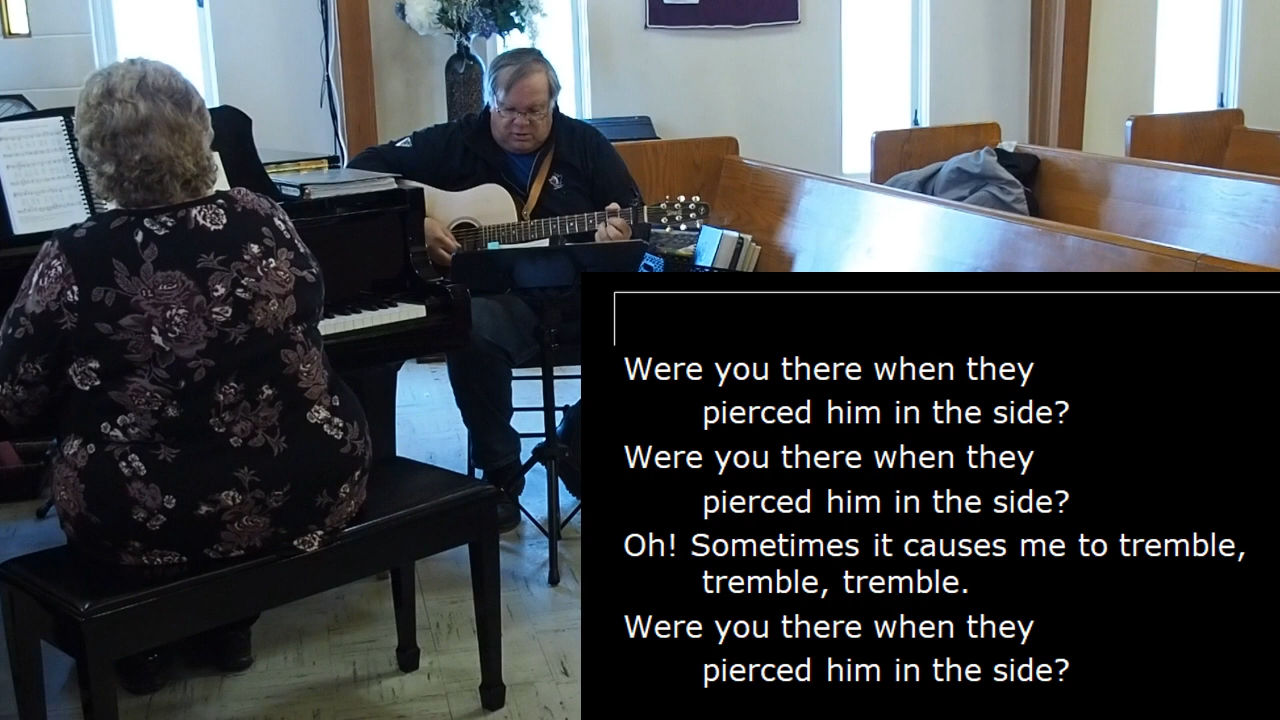 Were you there when they
pierced him in the side?
Were you there when they
pierced him in the side?
Oh! Sometimes it causes me to tremble,
tremble, tremble.
Were you there when they
pierced him in the side?